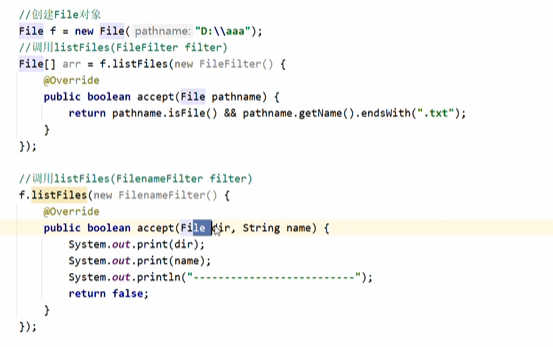 //创建File对象
File f = new File( pathname: "D:\\aaa");
//调用listFiles(FileFilter filter)
File[] arr = f.listFiles(new FileFilter() {
    @Override
    public boolean accept(File pathname) {
        return pathname.isFile() && pathname.getName().endsWith(".txt");
    }
});
//调用listFiles(FilenameFilter filter)
f.listFiles(new FilenameFilter() {
    @Override
    public boolean accept(File dir, String name) {
        System.out.print(dir);
        System.out.print(name);
        System.out.println("--------------------------");
        return false;
    }
});